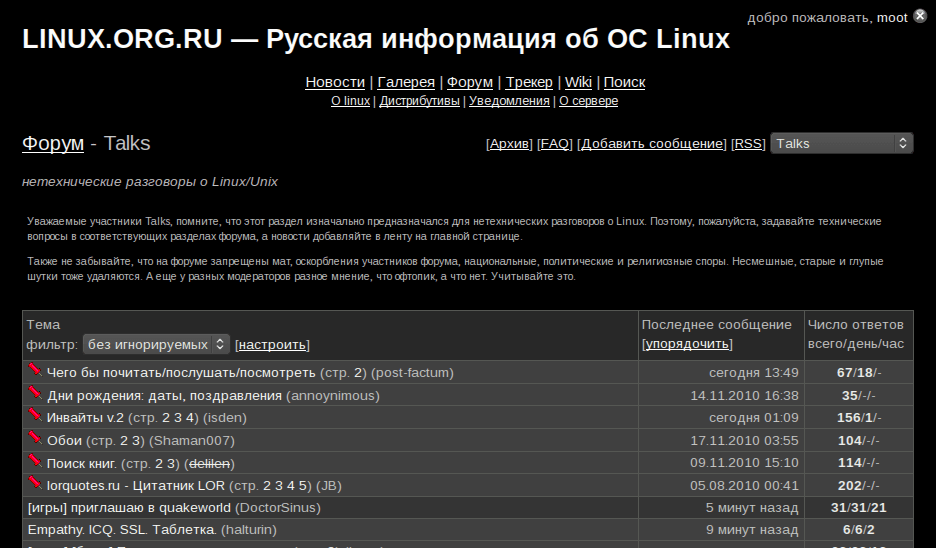 добро пожаловать, moot
LINUX.ORG.RU — Русская информация об ОС Linux
Новости | Галерея | Форум | Трекер | Wiki | Поиск
О linux | Дистрибутивы | Уведомления | О сервере
Форум - Talks [Архив] [FAQ] [Добавить сообщение] [RSS] Talks
нетехнические разговоры о Linux/Unix
Уважаемые участники Talks, помните, что этот раздел изначально предназначался для нетехнических разговоров о Linux. Поэтому, пожалуйста, задавайте технические
вопросы в соответствующих разделах форума, а новости добавляйте в ленту на главной странице.
Также не забывайте, что на форуме запрещены мат, оскорбления участников форума, национальные, политические и религиозные споры. Несмешные, старые и глупые
шутки тоже удаляются. А еще у разных модераторов разное мнение, что офтопик, а что нет. Учитывайте это.
Тема Последнее сообщение Число ответов
фильтр: без игнорируемых [настроить] [упорядочить] всего/день/час
Чего бы почитать/послушать/посмотреть (стр. 2) (post-factum) сегодня 13:49 67/18/-
Дни рождения: даты, поздравления (annoynimous) 14.11.2010 16:38 35/-/-
Инвайты v.2 (стр. 2 3 4) (isden) сегодня 01:09 156/1/-
Обои (стр. 2 3) (Shaman007) 17.11.2010 03:55 104/-/-
Поиск книг. (стр. 2 3) (delilen) 09.11.2010 15:10 114/-/-
lorquotes.ru - Цитатник LOR (стр. 2 3 4 5) (JB) 05.08.2010 00:41 202/-/-
[игры] приглашаю в quakeworld (DoctorSinus) 5 минут назад 31/31/21
Empathy. ICQ. SSL. Таблетка. (halturin) 9 минут назад 6/6/2